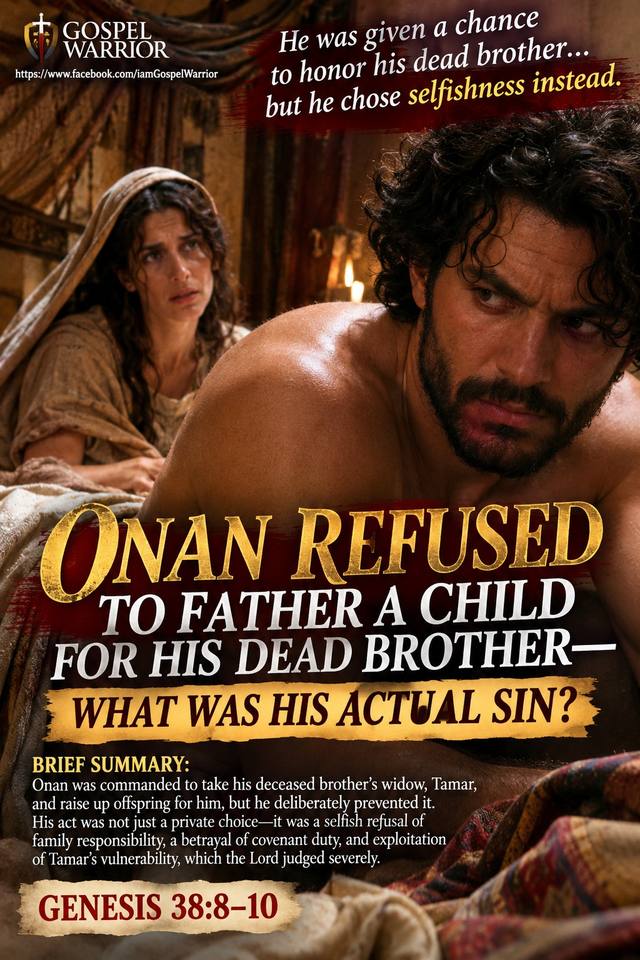 GOSPEL
WARRIOR
https://www.facebook.com/iamGospelWarrior
He was given a chance
to honor his dead brother...
but he chose selfishness instead.
ONAN REFUSED
TO FATHER A CHILD
FOR HIS DEAD BROTHER—
WHAT WAS HIS ACTUAL SIN?
BRIEF SUMMARY:
Onan was commanded to take his deceased brother's widow, Tamar,
and raise up offspring for him, but he deliberately prevented it.
His act was not just a private choice—it was a selfish refusal of
family responsibility, a betrayal of covenant duty, and exploitation
of Tamar's vulnerability, which the Lord judged severely.
GENESIS 38:8–10